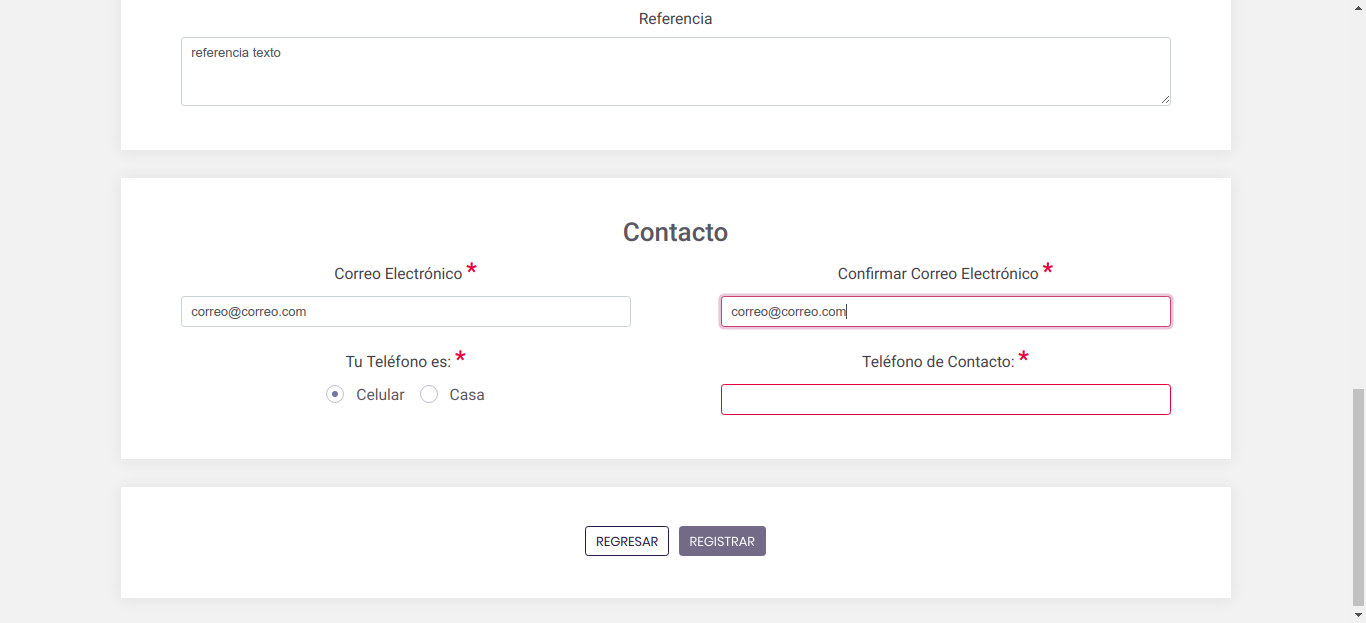 Referencia
referencia texto
Contacto
Correo Electrónico *
Confirmar Correo Electrónico *
correo@correo.com
correo@correo.com
Tu Teléfono es: *
Teléfono de Contacto: *
Celular
Casa
REGRESAR
REGISTRAR